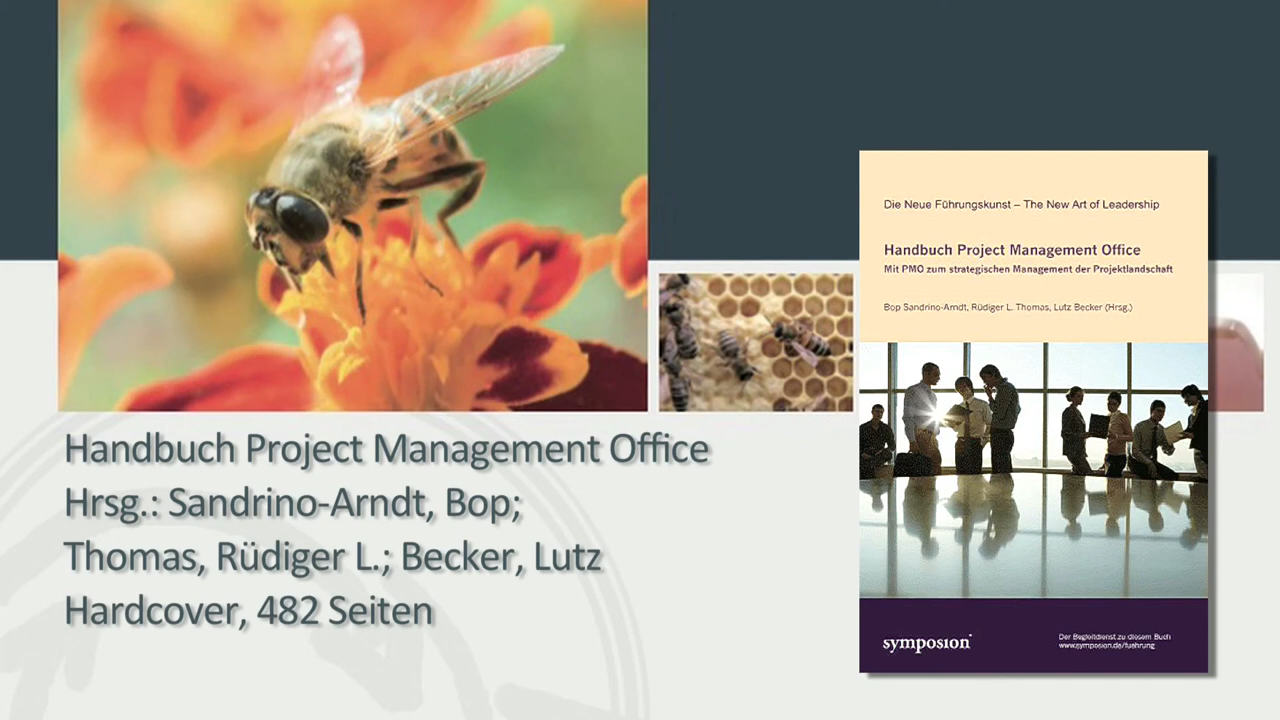 Die Neue Führungskunst – The New Art of Leadership
Handbuch Project Management Office
Mit PMO zum strategischen Management der Projektlandschaft
Bop Sandrino-Arndt, Rüdiger L. Thomas, Lutz Becker (Hrsg.)
Handbuch Project Management Office
Hrsg.: Sandrino-Arndt, Bop;
Thomas, Rüdiger L.; Becker, Lutz
Hardcover, 482 Seiten
symposion
Der Begleitdienst zu diesem Buch
www.symposion.de/fuehrung